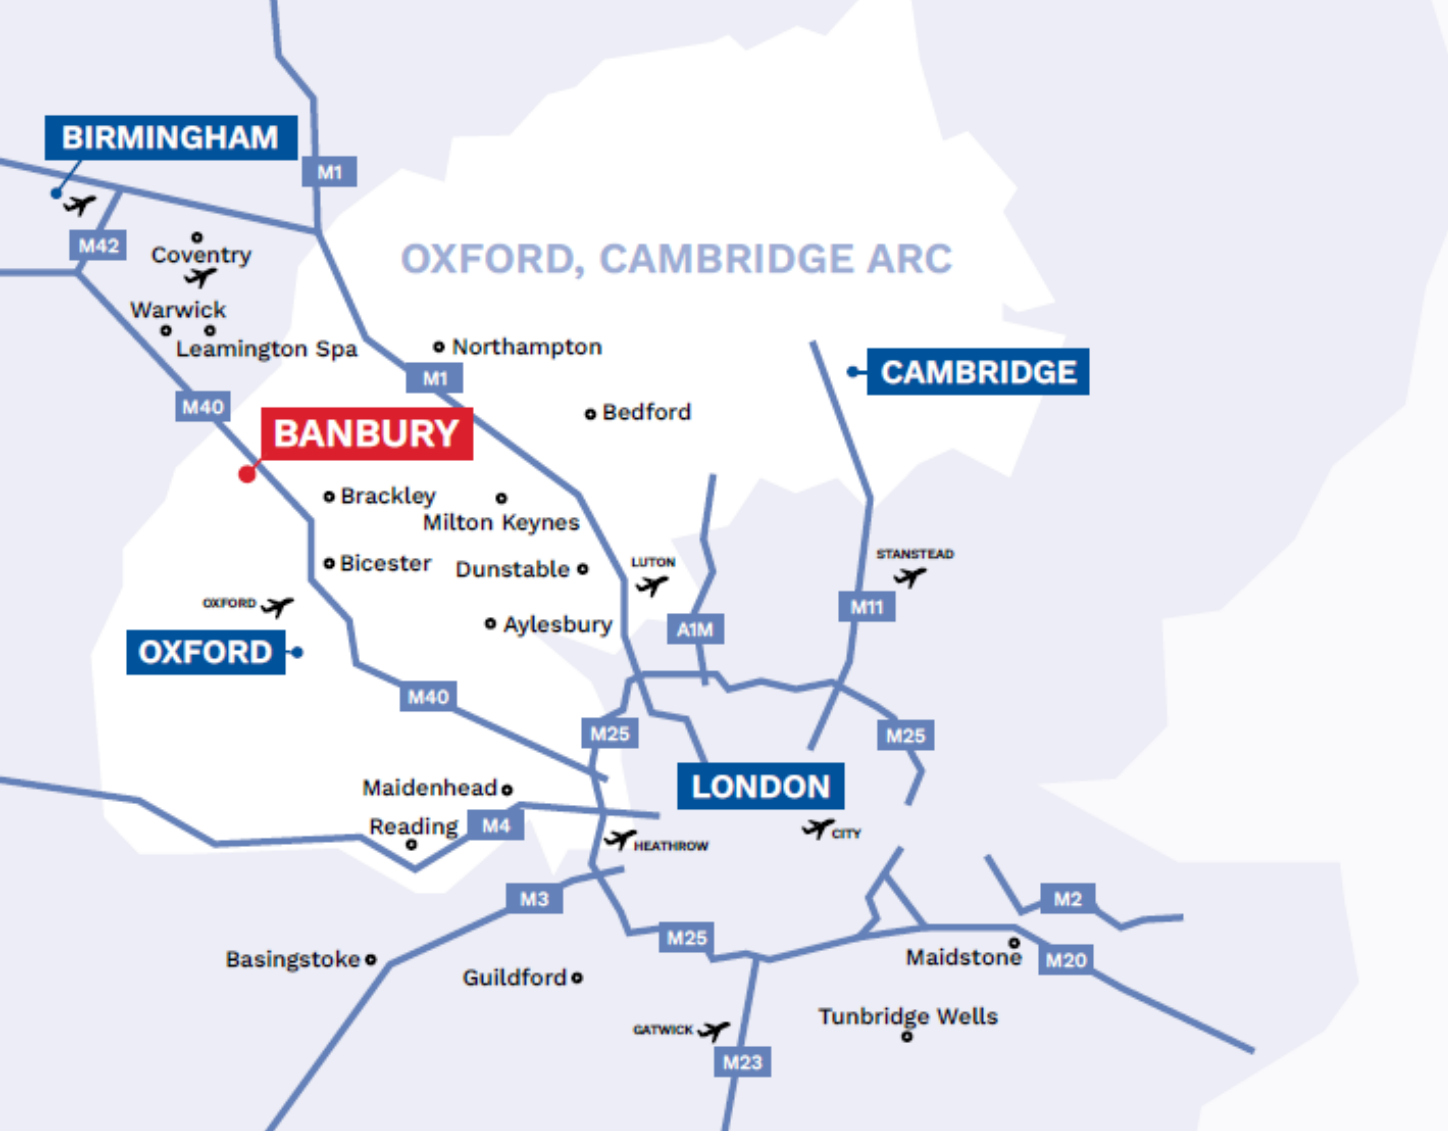 BIRMINGHAM
M1
M42
Coventry
OXFORD, CAMBRIDGE ARC
Warwick
Leamington Spa
Northampton
M1
CAMBRIDGE
M40
Bedford
BANBURY
Brackley
Milton Keynes
Bicester
Dunstable
LUTON
STANSTEAD
OXFORD
M11
Aylesbury
A1M
OXFORD
M40
M25
M25
Maidenhead
LONDON
Reading
M4
HEATHROW
CITY
M3
M2
M25
Basingstoke
Maidstone
M20
Guildford
Tunbridge Wells
GATWICK
M23